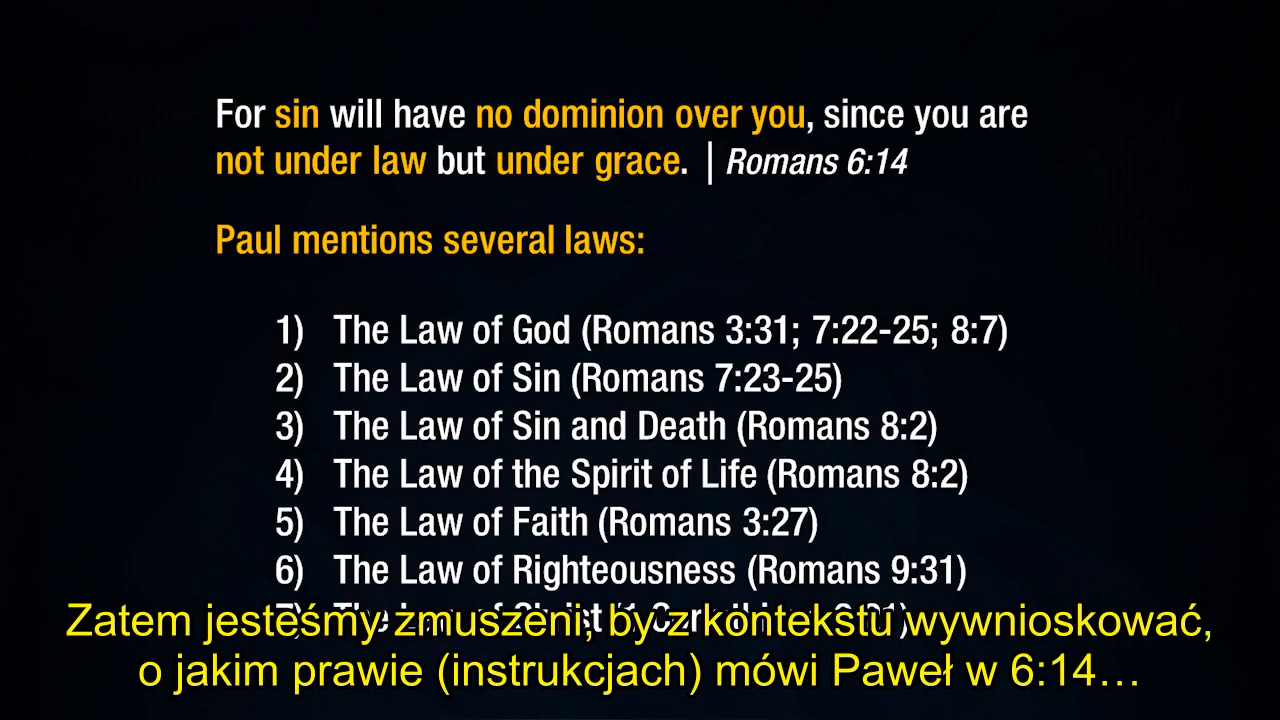 For sin will have no dominion over you, since you are
not under law but under grace. | Romans 6:14
Paul mentions several laws:
1) The Law of God (Romans 3:31; 7:22-25; 8:7)
2) The Law of Sin (Romans 7:23-25)
3) The Law of Sin and Death (Romans 8:2)
4) The Law of the Spirit of Life (Romans 8:2)
5) The Law of Faith (Romans 3:27)
6) The Law of Righteousness (Romans 9:31)
7) The Law of
Zatem jesteśmy zmuszeni, by z kontekstu wywnioskować,
o jakim prawie (instrukcjach) mówi Paweł w 6:14…